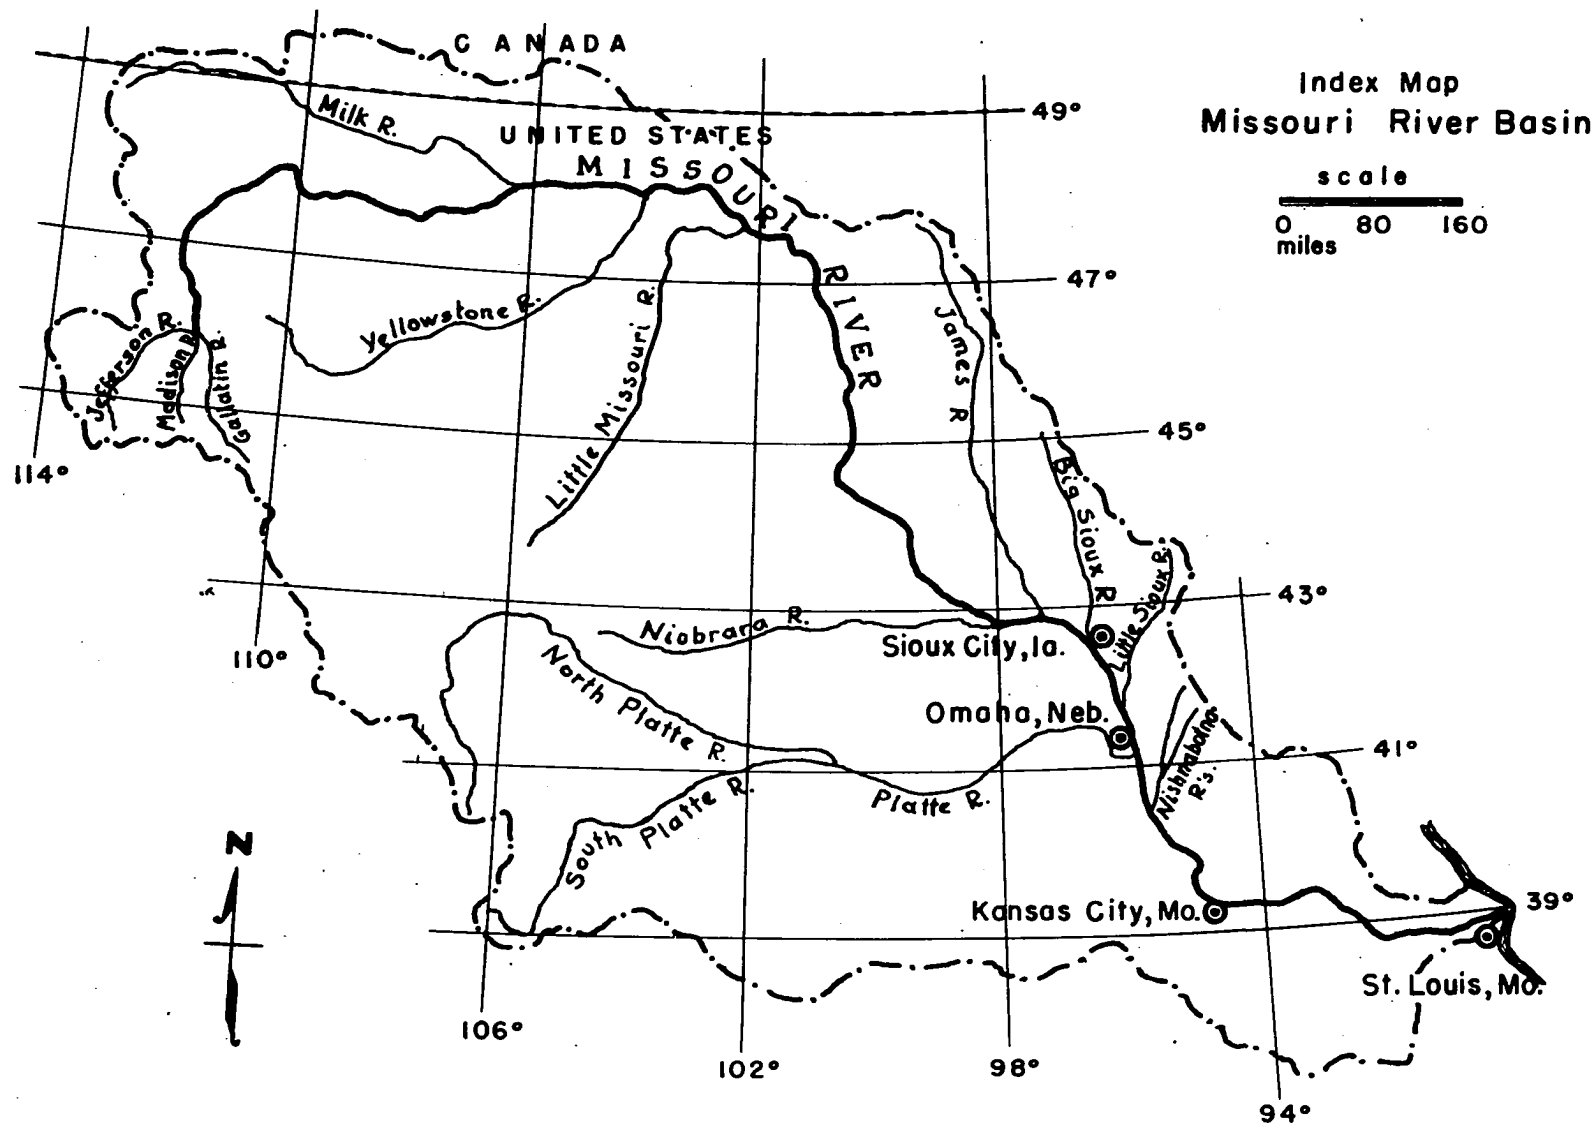 CANADA
Index Map
Missouri River Basin
scale
0 80 160
miles
49°
Milk R.
UNITED STATES
MISSOURI RIVER
47°
Yellowstone R.
Little Missouri R.
James R
Jefferson R.
Madison R.
Gallatin R.
45°
114°
Big Sioux R
Little Sioux R.
43°
Niobrara R.
Sioux City, Ia.
110°
North Platte R.
Omaha, Neb.
41°
Nishnabotna
R's.
Platte R.
South Platte R.
N
Kansas City, Mo.
39°
St. Louis, Mo.
106°
102°
98°
94°